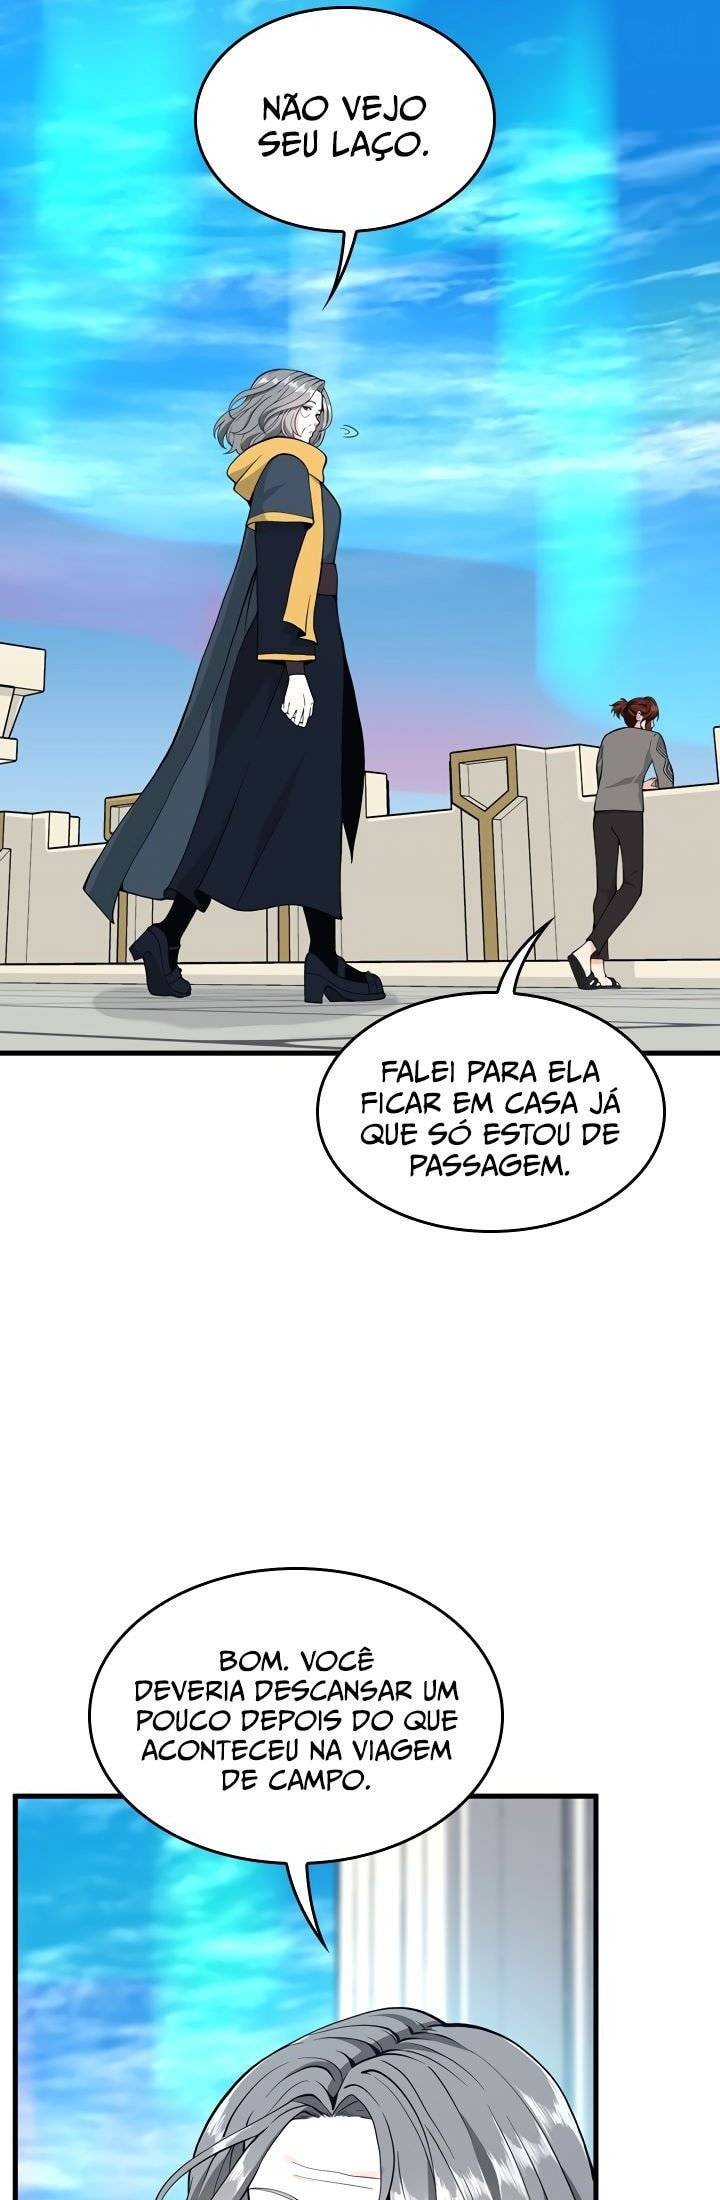 NÃO VEJO
SEU LAÇO.
FALEI PARA ELA
FICAR EM CASA JÁ
QUE SÓ ESTOU DE
PASSAGEM.
BOM. VOCÊ
DEVERIA DESCANSAR UM
POUCO DEPOIS DO QUE
ACONTECEU NA VIAGEM
DE CAMPO.